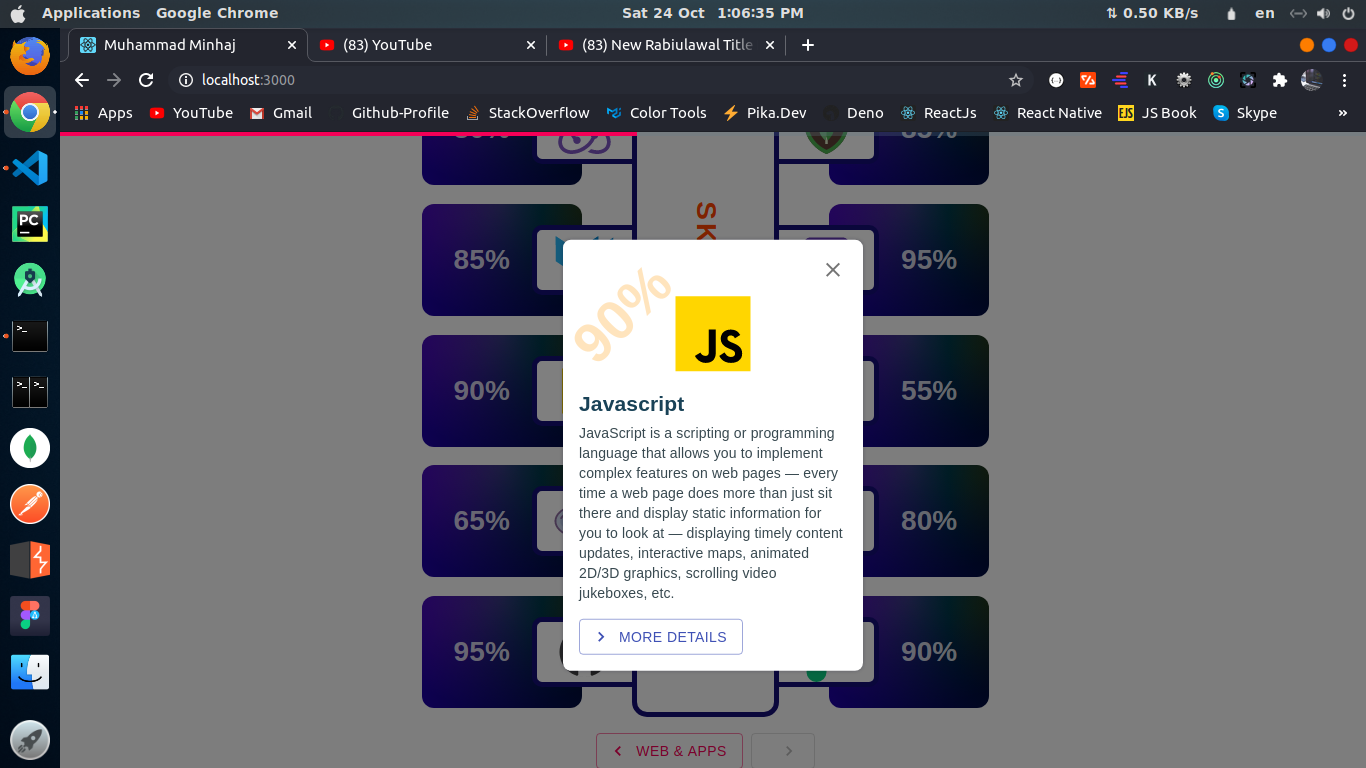 Applications Google Chrome Sat 24 Oct 1:06:35 PM ⇅ 0.50 KB/s en
Muhammad Minhaj (83) YouTube (83) New Rabiulawal Title
localhost:3000 K
Apps YouTube Gmail Github-Profile StackOverflow Color Tools Pika.Dev Deno ReactJs React Native EJS JS Book Skype »
85%
SK
85% 95%
90%
JS
90% 55%
Javascript
JavaScript is a scripting or programming
language that allows you to implement
complex features on web pages — every
time a web page does more than just sit
there and display static information for
you to look at — displaying timely content
updates, interactive maps, animated
2D/3D graphics, scrolling video
jukeboxes, etc.
65% 80%
MORE DETAILS
95% 90%
WEB & APPS
PC